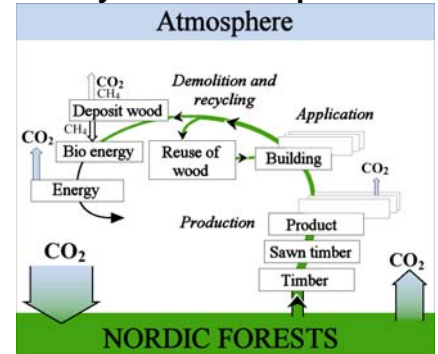 Atmosphere
CO2
CH4
Demolition and
recycling
Deposit wood
Application
CH4
CO2
Bio energy
Reuse of
wood
Building
CO2
Energy
Production
Product
CO2
Sawn timber
CO2
Timber
NORDIC FORESTS